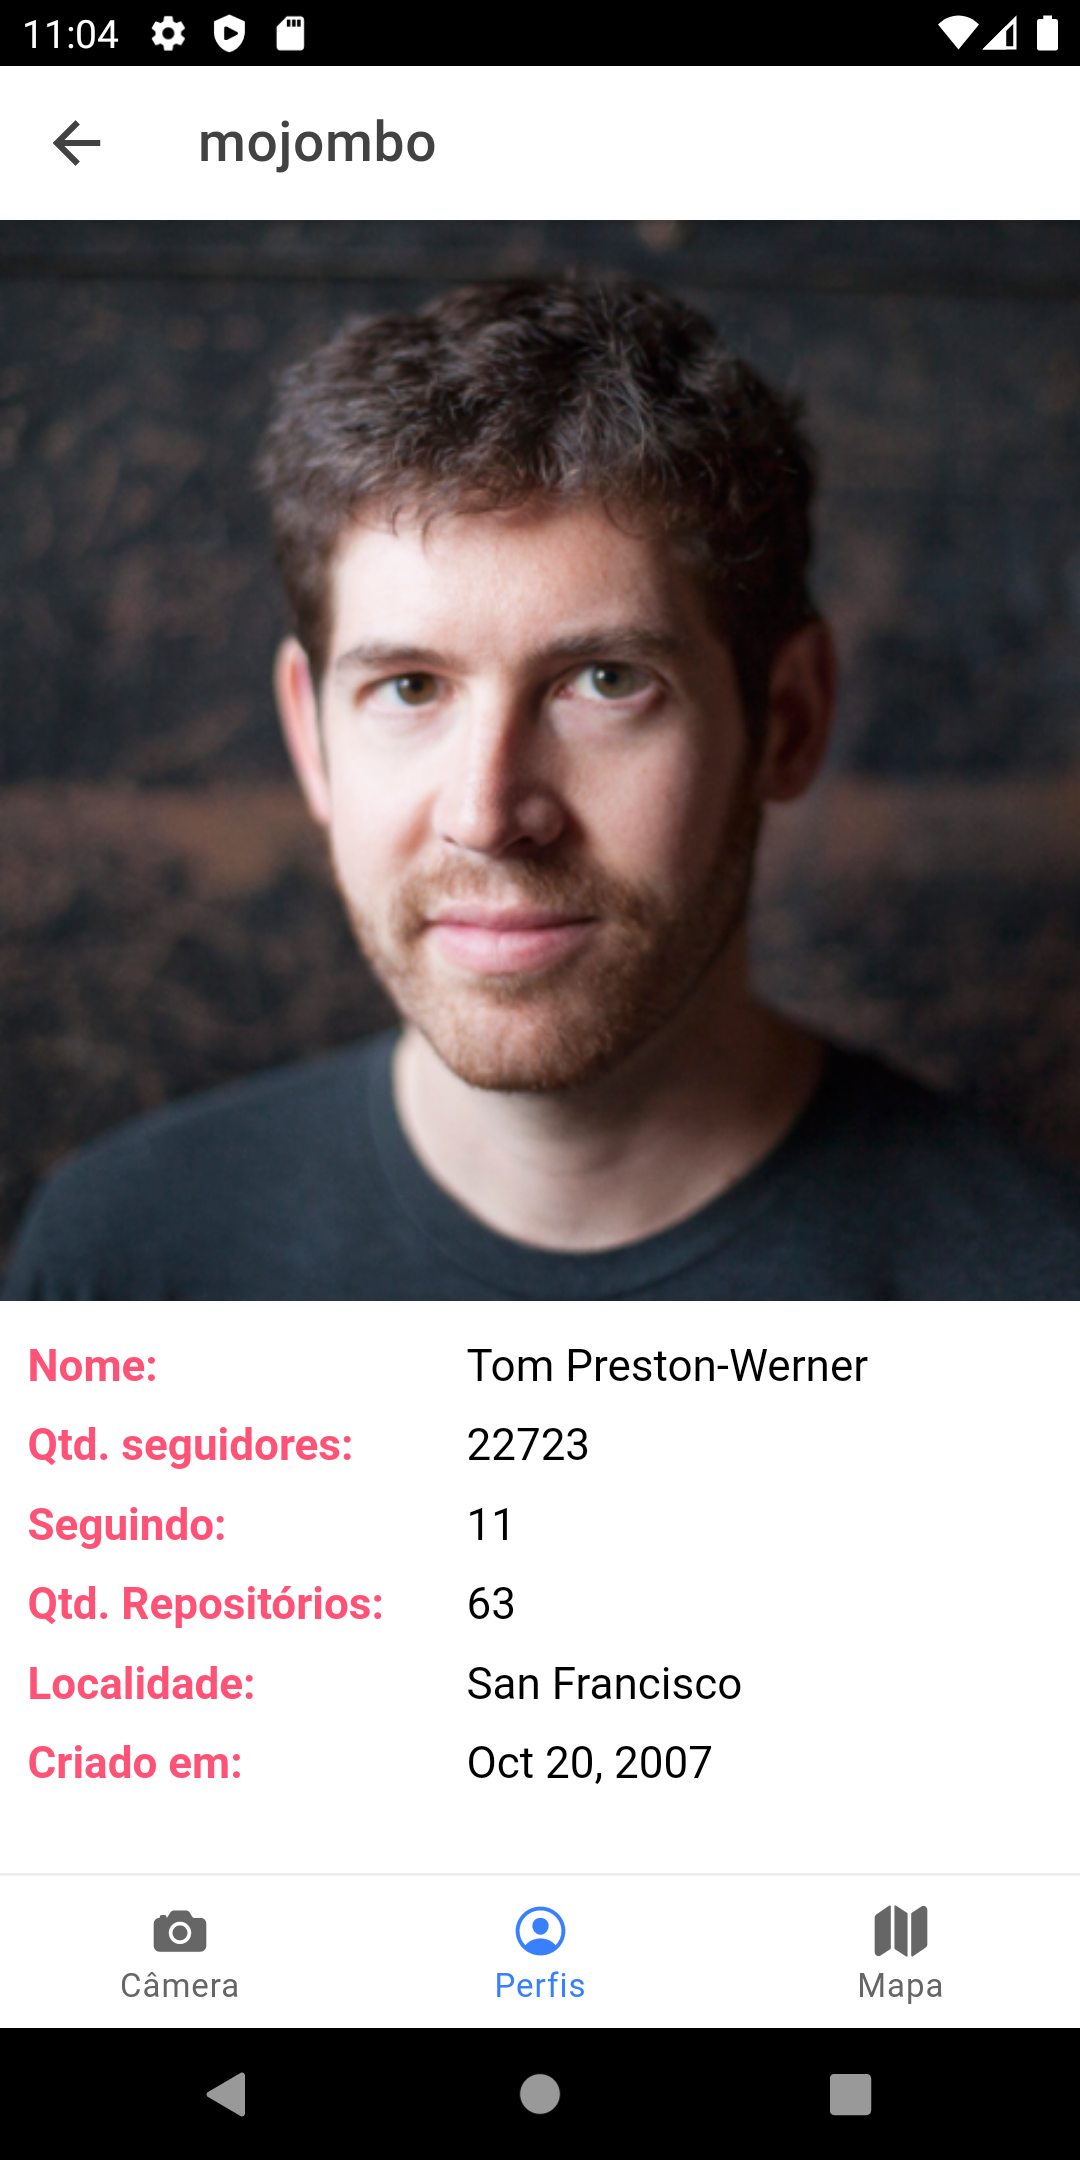 11:04
mojombo
Nome: Tom Preston-Werner
Qtd. seguidores: 22723
Seguindo: 11
Qtd. Repositórios: 63
Localidade: San Francisco
Criado em: Oct 20, 2007
Câmera Perfis Mapa